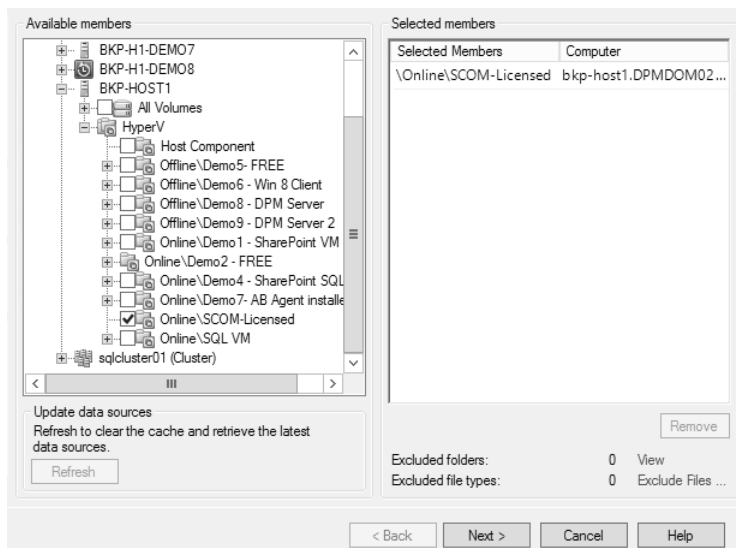 Available members
BKP-H1-DEMO7
BKP-H1-DEMO8
BKP-HOST1
All Volumes
HyperV
Host Component
Offline\Demo5- FREE
Offline\Demo6 - Win 8 Client
Offline\Demo8 - DPM Server
Offline\Demo9 - DPM Server 2
Online\Demo1 - SharePoint VM
Online\Demo2 - FREE
Online\Demo4 - SharePoint SQL
Online\Demo7- AB Agent installe
Online\SCOM-Licensed
Online\SQL VM
sqlcluster01 (Cluster)
Update data sources
Refresh to clear the cache and retrieve the latest
data sources.
Refresh
Selected members
Selected Members Computer
\Online\SCOM-Licensed bkp-host1.DPMDOM02...
Remove
Excluded folders: 0 View
Excluded file types: 0 Exclude Files ...
< Back Next > Cancel Help